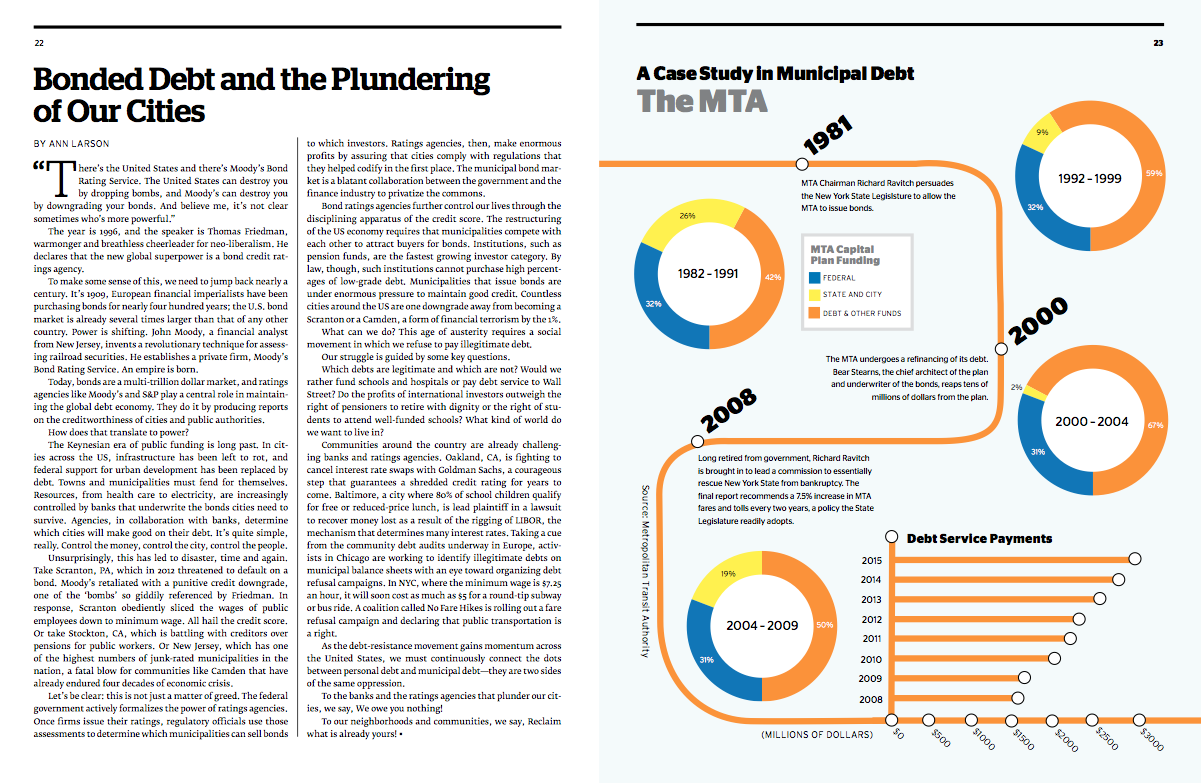 22
Bonded Debt and the Plundering
of Our Cities
BY ANN LARSON
“There’s the United States and there’s Moody’s Bond
Rating Service. The United States can destroy you
by dropping bombs, and Moody’s can destroy you
by downgrading your bonds. And believe me, it’s not clear
sometimes who’s more powerful.”
The year is 1996, and the speaker is Thomas Friedman,
warmonger and breathless cheerleader for neo-liberalism. He
declares that the new global superpower is a bond credit rat-
ings agency.
To make some sense of this, we need to jump back nearly a
century. It’s 1909, European financial imperialists have been
purchasing bonds for nearly four hundred years; the U.S. bond
market is already several times larger than that of any other
country. Power is shifting. John Moody, a financial analyst
from New Jersey, invents a revolutionary technique for assess-
ing railroad securities. He establishes a private firm, Moody’s
Bond Rating Service. An empire is born.
Today, bonds are a multi-trillion dollar market, and ratings
agencies like Moody’s and S&P play a central role in maintain-
ing the global debt economy. They do it by producing reports
on the creditworthiness of cities and public authorities.
How does that translate to power?
The Keynesian era of public funding is long past. In cit-
ies across the US, infrastructure has been left to rot, and
federal support for urban development has been replaced by
debt. Towns and municipalities must fend for themselves.
Resources, from health care to electricity, are increasingly
controlled by banks that underwrite the bonds cities need to
survive. Agencies, in collaboration with banks, determine
which cities will make good on their debt. It’s quite simple,
really. Control the money, control the city, control the people.
Unsurprisingly, this has led to disaster, time and again.
Take Scranton, PA, which in 2012 threatened to default on a
bond. Moody’s retaliated with a punitive credit downgrade,
one of the ‘bombs’ so giddily referenced by Friedman. In
response, Scranton obediently sliced the wages of public
employees down to minimum wage. All hail the credit score.
Or take Stockton, CA, which is battling with creditors over
pensions for public workers. Or New Jersey, which has one
of the highest numbers of junk-rated municipalities in the
nation, a fatal blow for communities like Camden that have
already endured four decades of economic crisis.
Let’s be clear: this is not just a matter of greed. The federal
government actively formalizes the power of ratings agencies.
Once firms issue their ratings, regulatory officials use those
assessments to determine which municipalities can sell bonds
to which investors. Ratings agencies, then, make enormous
profits by assuring that cities comply with regulations that
they helped codify in the first place. The municipal bond mar-
ket is a blatant collaboration between the government and the
finance industry to privatize the commons.
Bond ratings agencies further control our lives through the
disciplining apparatus of the credit score. The restructuring
of the US economy requires that municipalities compete with
each other to attract buyers for bonds. Institutions, such as
pension funds, are the fastest growing investor category. By
law, though, such institutions cannot purchase high percent-
ages of low-grade debt. Municipalities that issue bonds are
under enormous pressure to maintain good credit. Countless
cities around the US are one downgrade away from becoming a
Scranton or a Camden, a form of financial terrorism by the 1%.
What can we do? This age of austerity requires a social
movement in which we refuse to pay illegitimate debt.
Our struggle is guided by some key questions.
Which debts are legitimate and which are not? Would we
rather fund schools and hospitals or pay debt service to Wall
Street? Do the profits of international investors outweigh the
right of pensioners to retire with dignity or the right of stu-
dents to attend well-funded schools? What kind of world do
we want to live in?
Communities around the country are already challeng-
ing banks and ratings agencies. Oakland, CA, is fighting to
cancel interest rate swaps with Goldman Sachs, a courageous
step that guarantees a shredded credit rating for years to
come. Baltimore, a city where 80% of school children qualify
for free or reduced-price lunch, is lead plaintiff in a lawsuit
to recover money lost as a result of the rigging of LIBOR, the
mechanism that determines many interest rates. Taking a cue
from the community debt audits underway in Europe, activ-
ists in Chicago are working to identify illegitimate debts on
municipal balance sheets with an eye toward organizing debt
refusal campaigns. In NYC, where the minimum wage is $7.25
an hour, it will soon cost as much as $5 for a round-tip subway
or bus ride. A coalition called No Fare Hikes is rolling out a fare
refusal campaign and declaring that public transportation is
a right.
As the debt-resistance movement gains momentum across
the United States, we must continuously connect the dots
between personal debt and municipal debt—they are two sides
of the same oppression.
To the banks and the ratings agencies that plunder our cit-
ies, we say, We owe you nothing!
To our neighborhoods and communities, we say, Reclaim
what is already yours! •
23
A Case Study in Municipal Debt
The MTA
1981
MTA Chairman Richard Ravitch persuades
the New York State Legislsture to allow the
MTA to issue bonds.
9%
59%
32%
1992-1999
26%
42%
32%
1982-1991
MTA Capital
Plan Funding
FEDERAL
STATE AND CITY
DEBT & OTHER FUNDS
2000
The MTA undergoes a refinancing of its debt.
Bear Stearns, the chief architect of the plan
and underwriter of the bonds, reaps tens of
millions of dollars from the plan.
2%
67%
31%
2000-2004
2008
Long retired from government, Richard Ravitch
is brought in to lead a commission to essentially
rescue New York State from bankruptcy. The
final report recommends a 7.5% increase in MTA
fares and tolls every two years, a policy the State
Legislature readily adopts.
Source: Metropolitan Transit Authority
19%
50%
31%
2004-2009
Debt Service Payments
2015
2014
2013
2012
2011
2010
2009
2008
(MILLIONS OF DOLLARS)
$0
$500
$1000
$1500
$2000
$2500
$3000